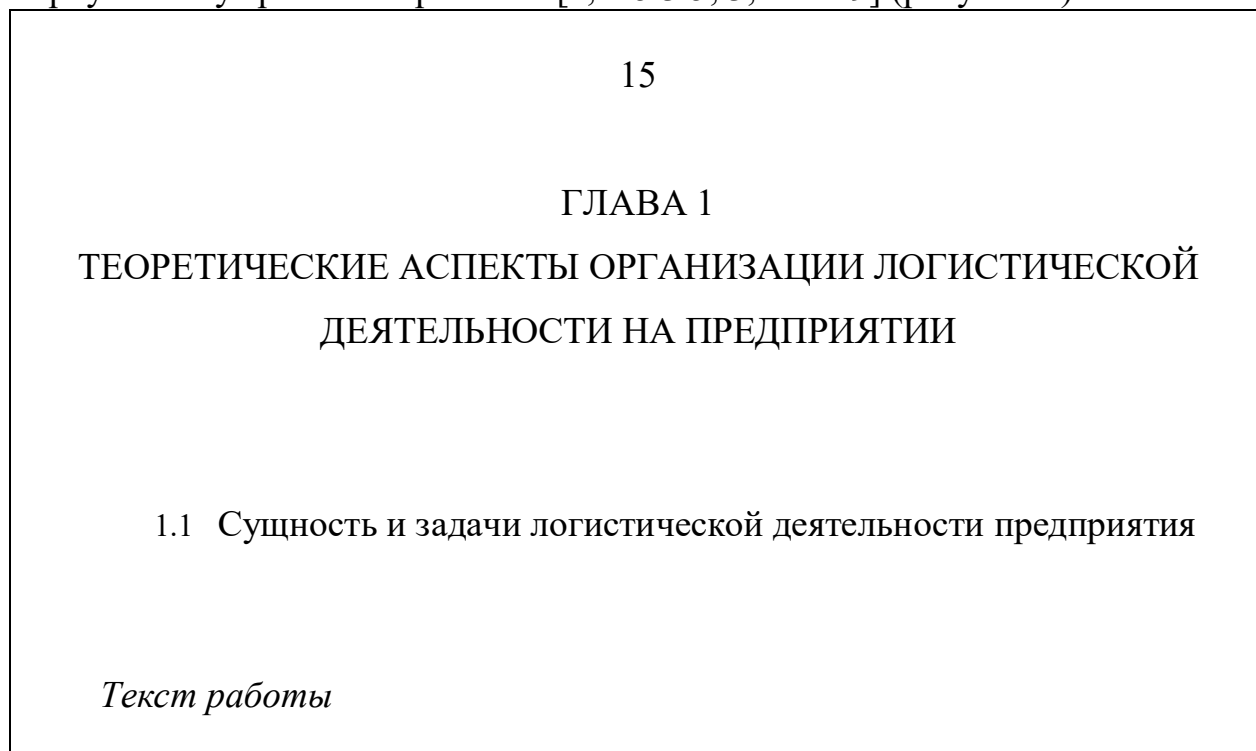 15
ГЛАВА 1
ТЕОРЕТИЧЕСКИЕ АСПЕКТЫ ОРГАНИЗАЦИИ ЛОГИСТИЧЕСКОЙ
ДЕЯТЕЛЬНОСТИ НА ПРЕДПРИЯТИИ
1.1 Сущность и задачи логистической деятельности предприятия
Текст работы